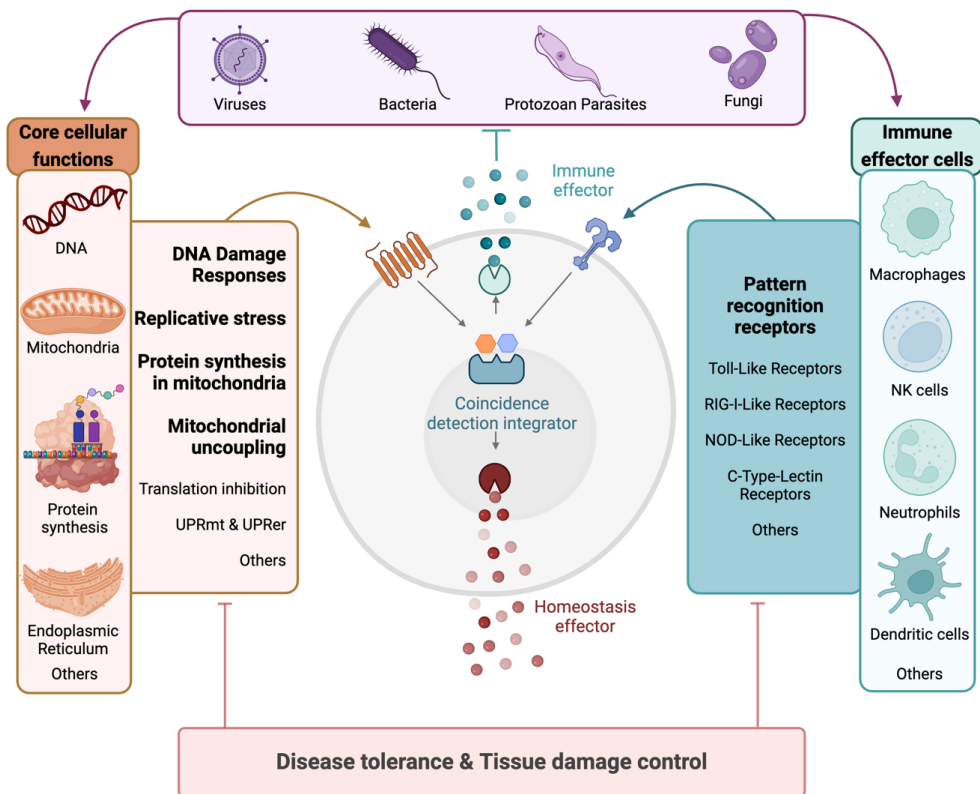 Viruses
Bacteria
Protozoan Parasites
Fungi
Core cellular
functions
DNA
Mitochondria
Protein
synthesis
Endoplasmic
Reticulum
Others
DNA Damage
Responses
Replicative stress
Protein synthesis
in mitochondria
Mitochondrial
uncoupling
Translation inhibition
UPRmt & UPRer
Others
Immune
effector
Coincidence
detection integrator
Homeostasis
effector
Pattern
recognition
receptors
Toll-Like Receptors
RIG-I-Like Receptors
NOD-Like Receptors
C-Type-Lectin
Receptors
Others
Immune
effector cells
Macrophages
NK cells
Neutrophils
Dendritic cells
Others
Disease tolerance & Tissue damage control